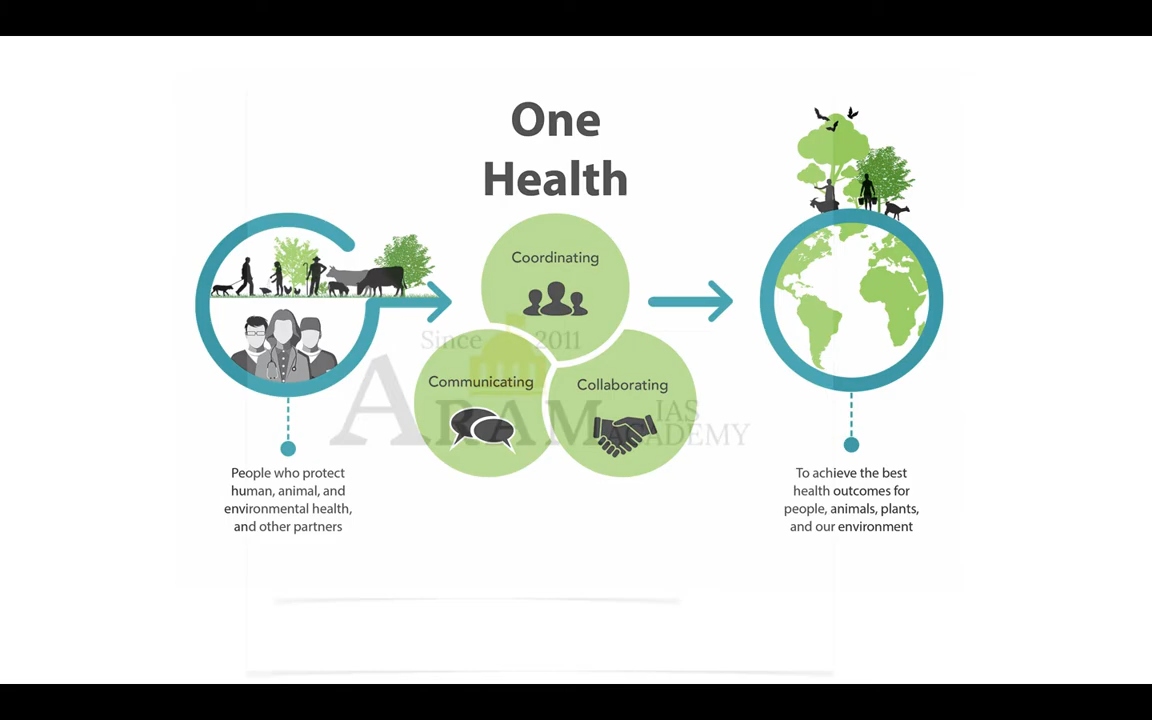 One
Health
Coordinating
Communicating
Collaborating
Since 2011
ARAM IAS
ACADEMY
People who protect
human, animal, and
environmental health,
and other partners
To achieve the best
health outcomes for
people, animals, plants,
and our environment